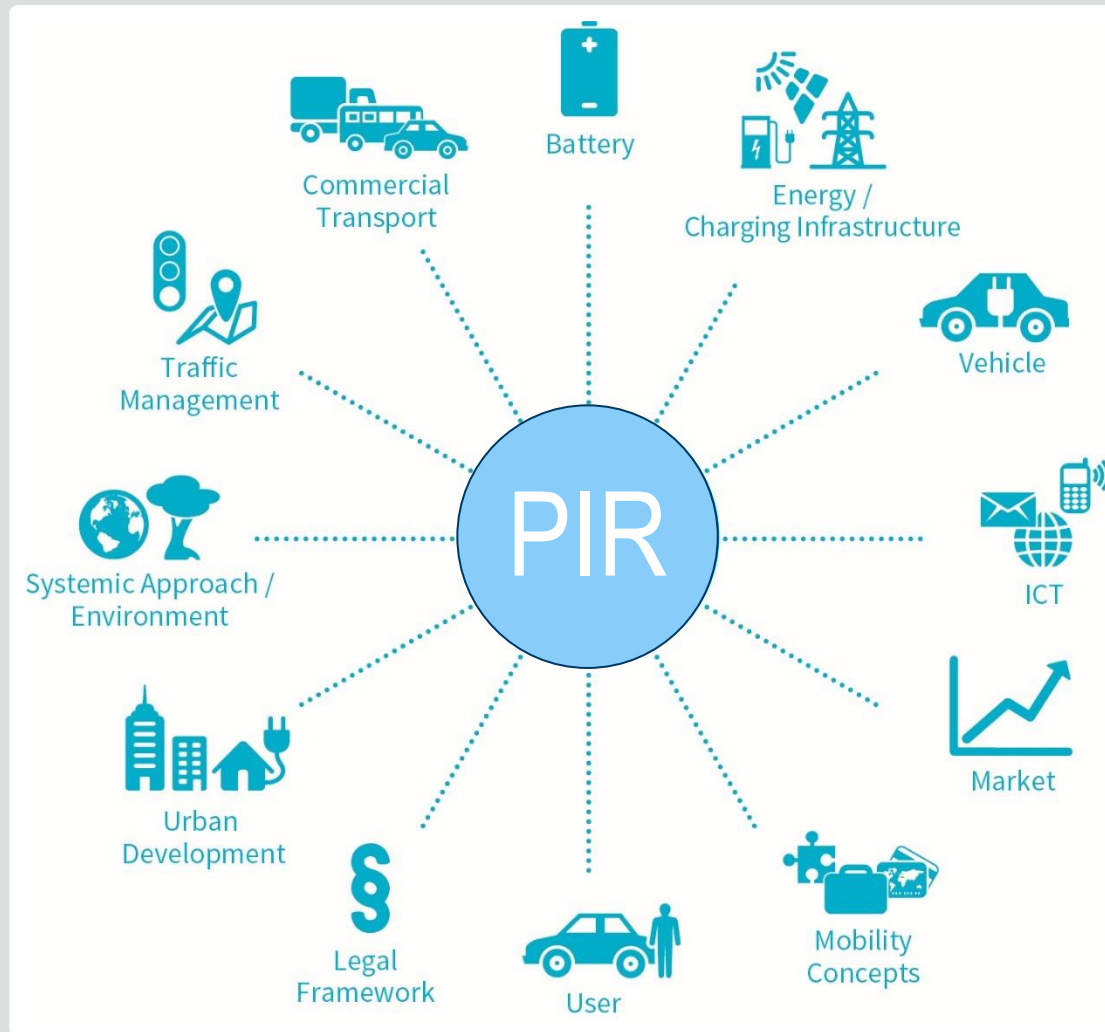 Battery
Commercial
Transport
Energy /
Charging Infrastructure
Traffic
Management
Vehicle
PIR
Systemic Approach /
Environment
ICT
Urban
Development
Market
Legal
Framework
User
Mobility
Concepts